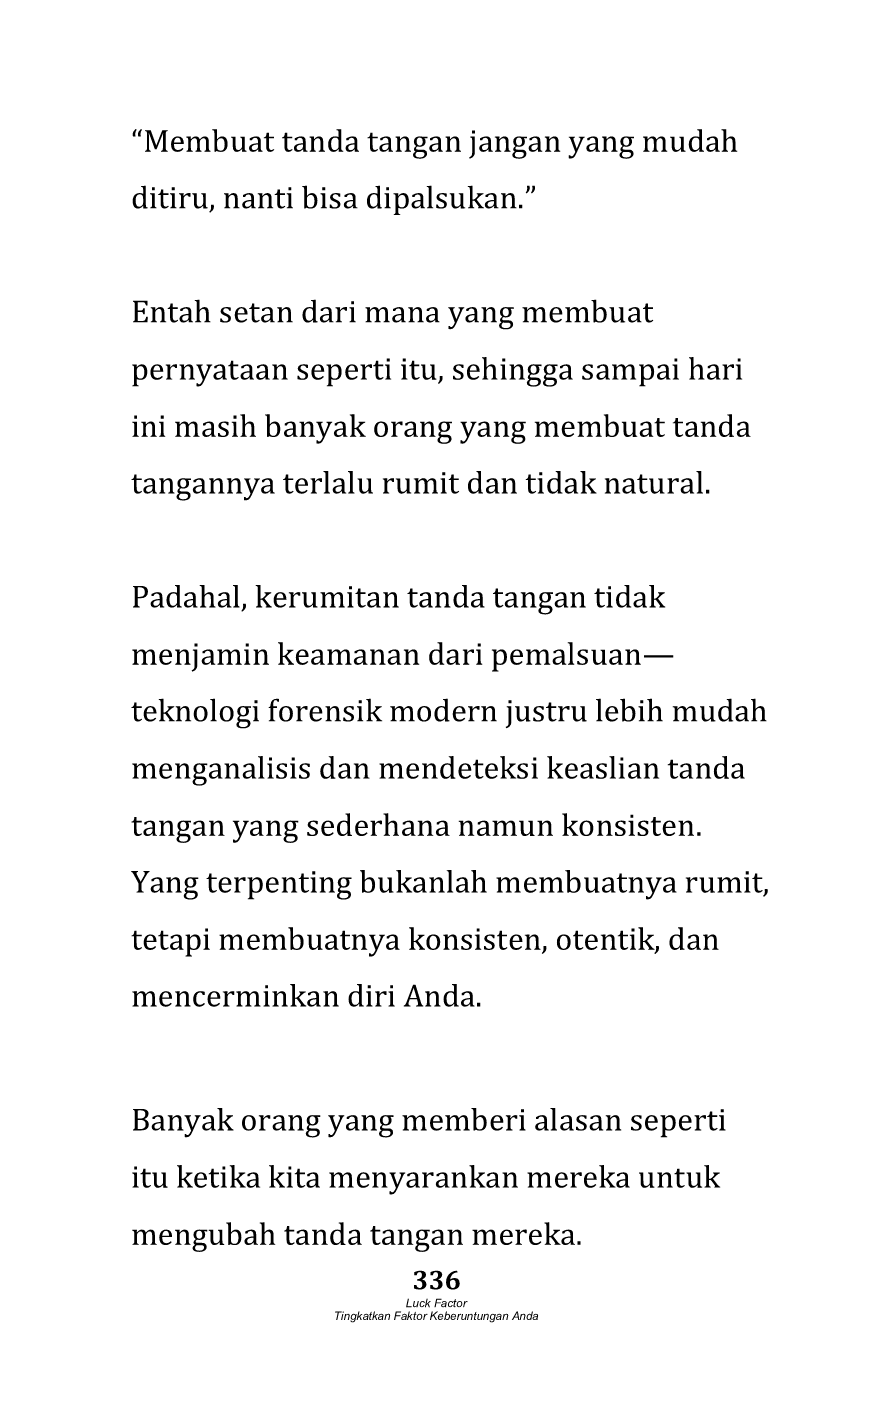 “Membuat tanda tangan jangan yang mudah
ditiru, nanti bisa dipalsukan.”
Entah setan dari mana yang membuat
pernyataan seperti itu, sehingga sampai hari
ini masih banyak orang yang membuat tanda
tangannya terlalu rumit dan tidak natural.
Padahal, kerumitan tanda tangan tidak
menjamin keamanan dari pemalsuan—
teknologi forensik modern justru lebih mudah
menganalisis dan mendeteksi keaslian tanda
tangan yang sederhana namun konsisten.
Yang terpenting bukanlah membuatnya rumit,
tetapi membuatnya konsisten, otentik, dan
mencerminkan diri Anda.
Banyak orang yang memberi alasan seperti
itu ketika kita menyarankan mereka untuk
mengubah tanda tangan mereka.
336
Luck Factor
Tingkatkan Faktor Keberuntungan Anda